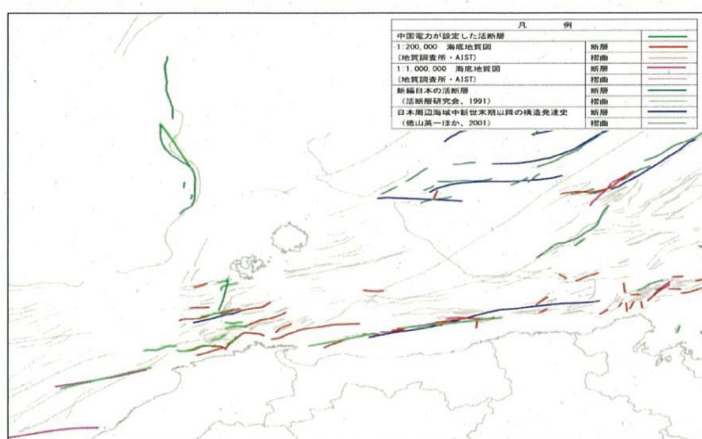 凡 例
中国電力が設定した活断層
1:200,000 海底地質図 断層
(地質調査所・AIST) 褶曲
1:1,000,000 海底地質図 断層
(地質調査所・AIST) 褶曲
新編日本の活断層 断層
(活断層研究会、1991) 褶曲
日本周辺海域中新世末期以降の構造発達史 断層
(徳山英一ほか、2001) 褶曲